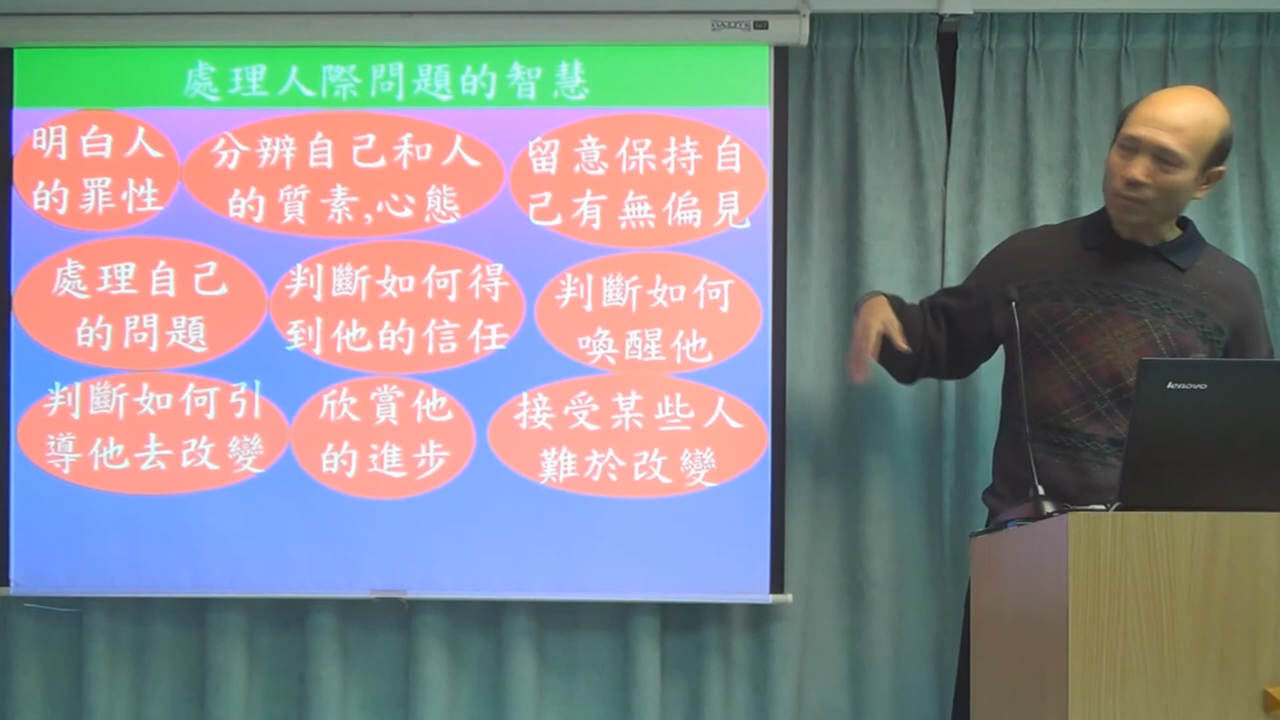 處理人際問題的智慧
明白人
的罪性
分辨自己和人
的質素,心態
留意保持自
己有無偏見
處理自己
的問題
判斷如何得
到他的信任
判斷如何
喚醒他
判斷如何引
導他去改變
欣賞他
的進步
接受某些人
難於改變
lenovo